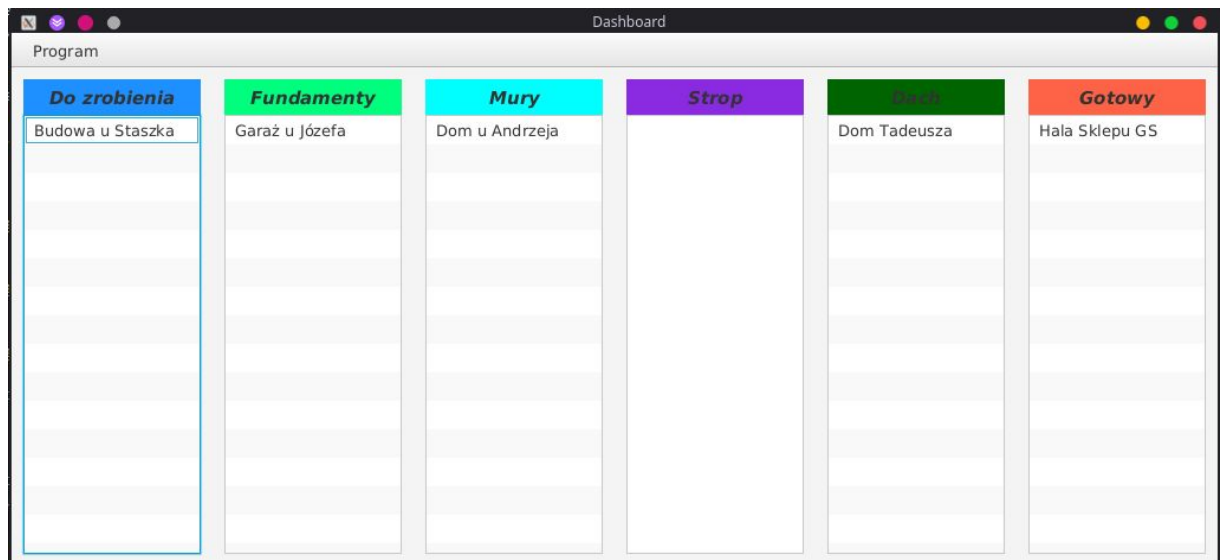 Dashboard
Program
Do zrobienia
Fundamenty
Mury
Strop
Dach
Gotowy
Budowa u Staszka
Garaż u Józefa
Dom u Andrzeja
Dom Tadeusza
Hala Sklepu GS